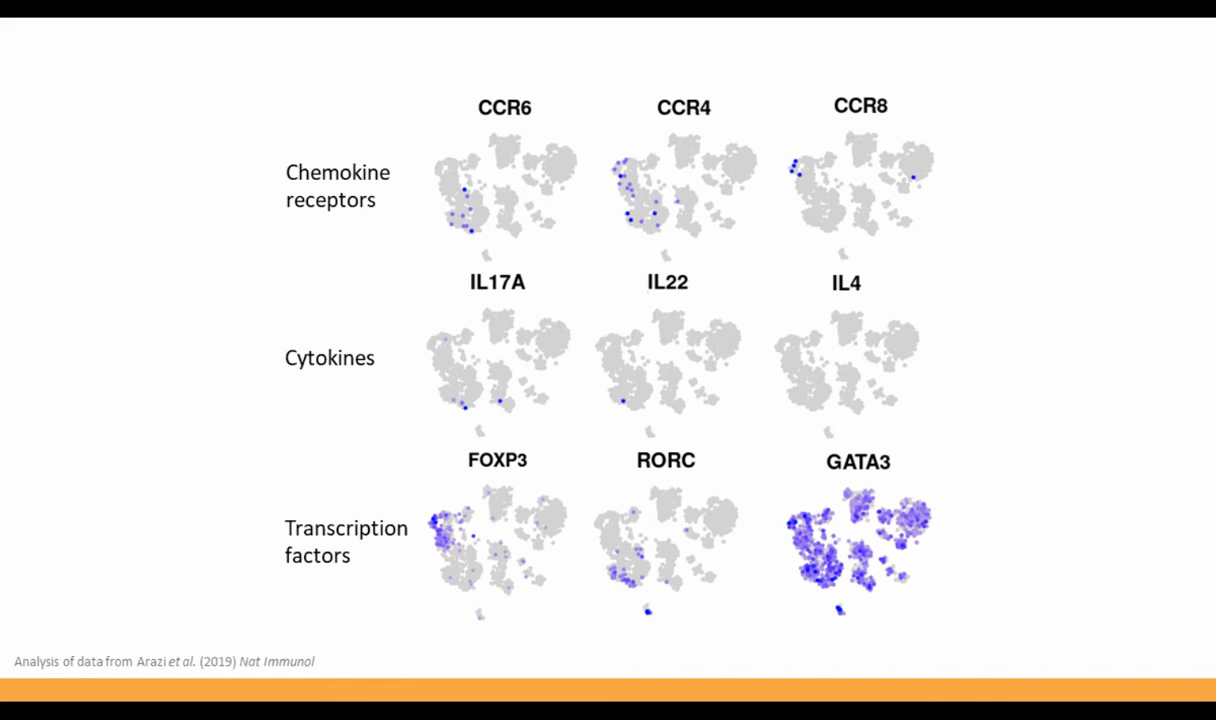 CCR6 CCR4 CCR8
Chemokine
receptors
IL17A IL22 IL4
Cytokines
FOXP3 RORC GATA3
Transcription
factors
Analysis of data from Arazi et al. (2019) Nat Immunol